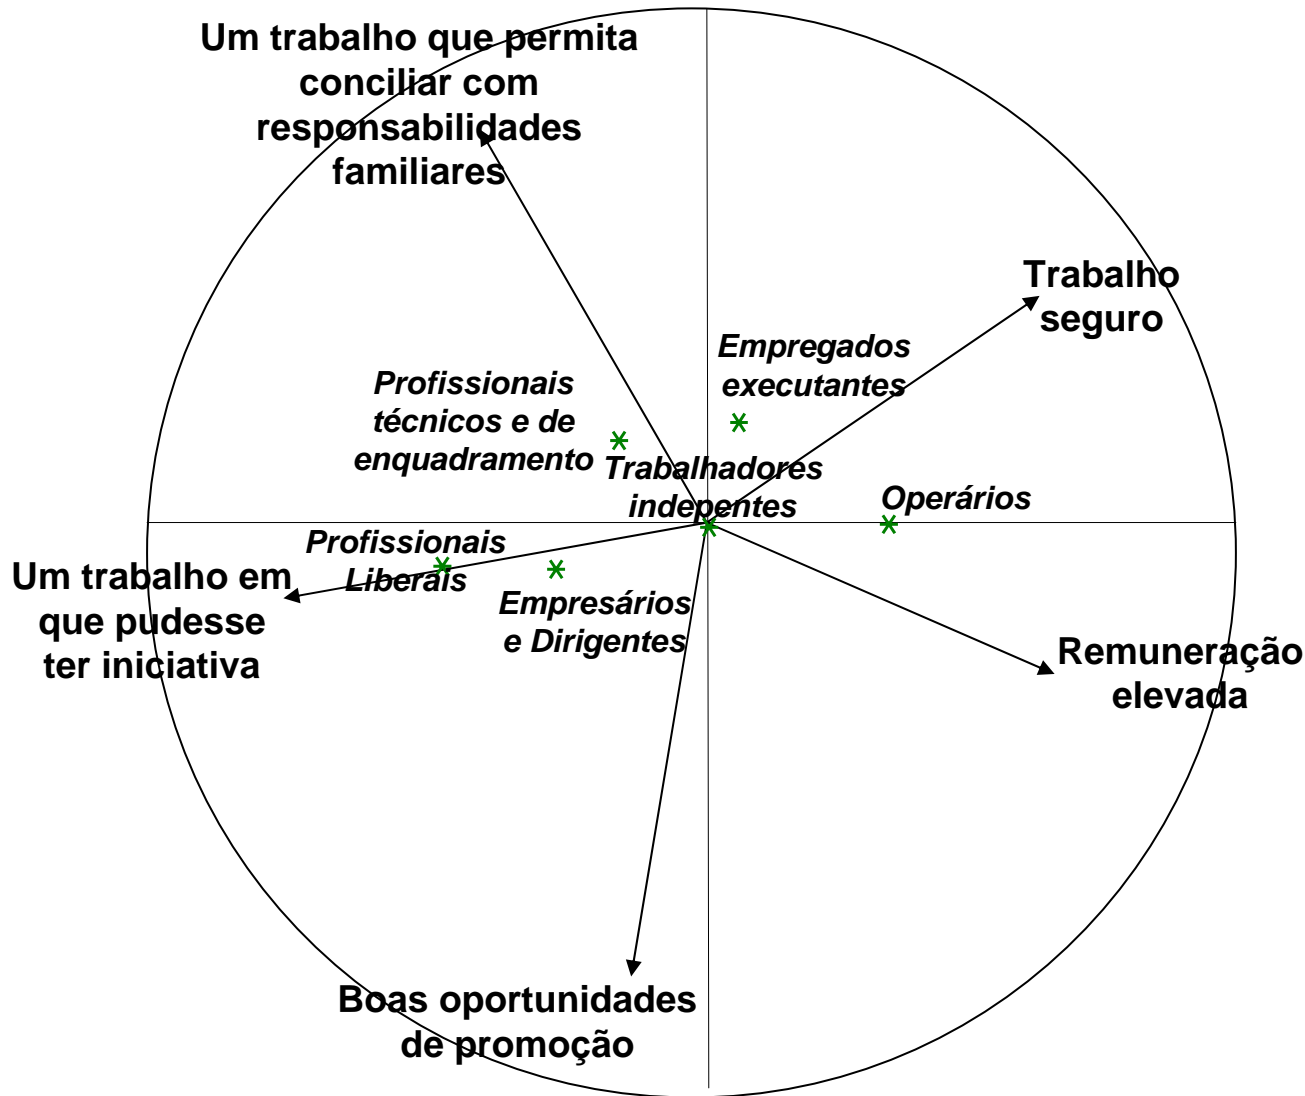 Um trabalho que permita
conciliar com
responsabilidades
familiares
Trabalho
seguro
Empregados
executantes
Profissionais
técnicos e de
enquadramento
Trabalhadores
indepentes
Operários
Profissionais
Liberais
Um trabalho em
que pudesse
ter iniciativa
Empresários
e Dirigentes
Remuneração
elevada
Boas oportunidades
de promoção